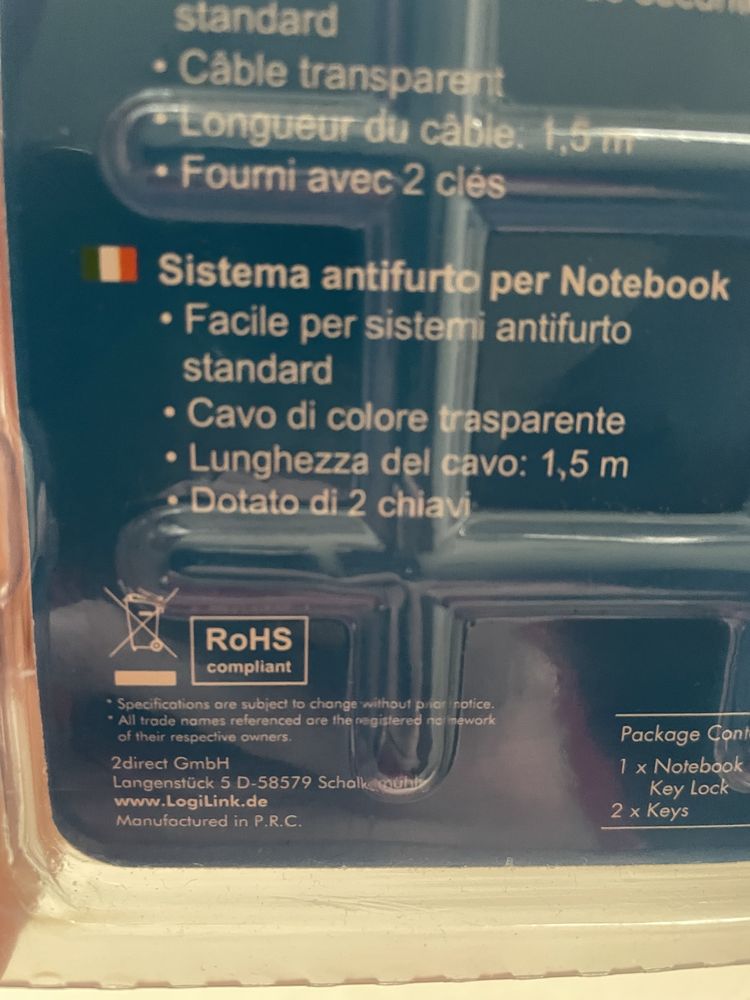 standard
• Câble transparent
• Longueur du câble: 1,5 m
• Fourni avec 2 clés
Sistema antifurto per Notebook
• Facile per sistemi antifurto
standard
• Cavo di colore trasparente
• Lunghezza del cavo: 1,5 m
• Dotato di 2 chiavi
RoHS
compliant
* Specifications are subject to change without prior notice.
* All trade names referenced are the registered
of their respective owners.
2direct GmbH
Langenstück 5 D-58579 Schalksmühle
www.LogiLink.de
Manufactured in P.R.C.
Package Cont
1 x Notebook
Key Lock
2 x Keys